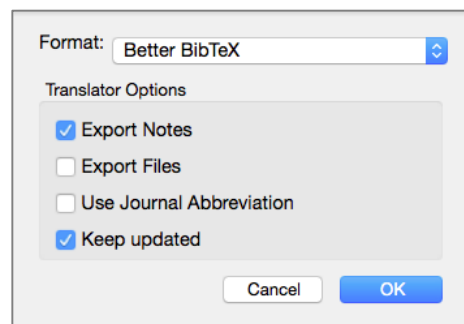 Format: Better BibTeX
Translator Options
Export Notes
Export Files
Use Journal Abbreviation
Keep updated
Cancel OK